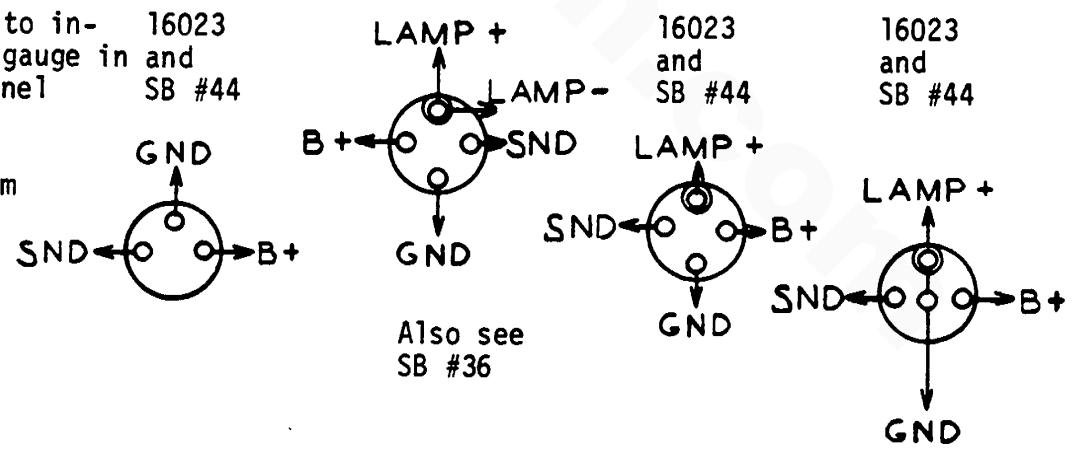 to in-
gauge in
nel
m
16023
and
SB #44
GND
SND
B+
LAMP +
LAMP-
B+
SND
GND
Also see
SB #36
16023
and
SB #44
LAMP +
SND
B+
GND
16023
and
SB #44
LAMP +
SND
B+
GND